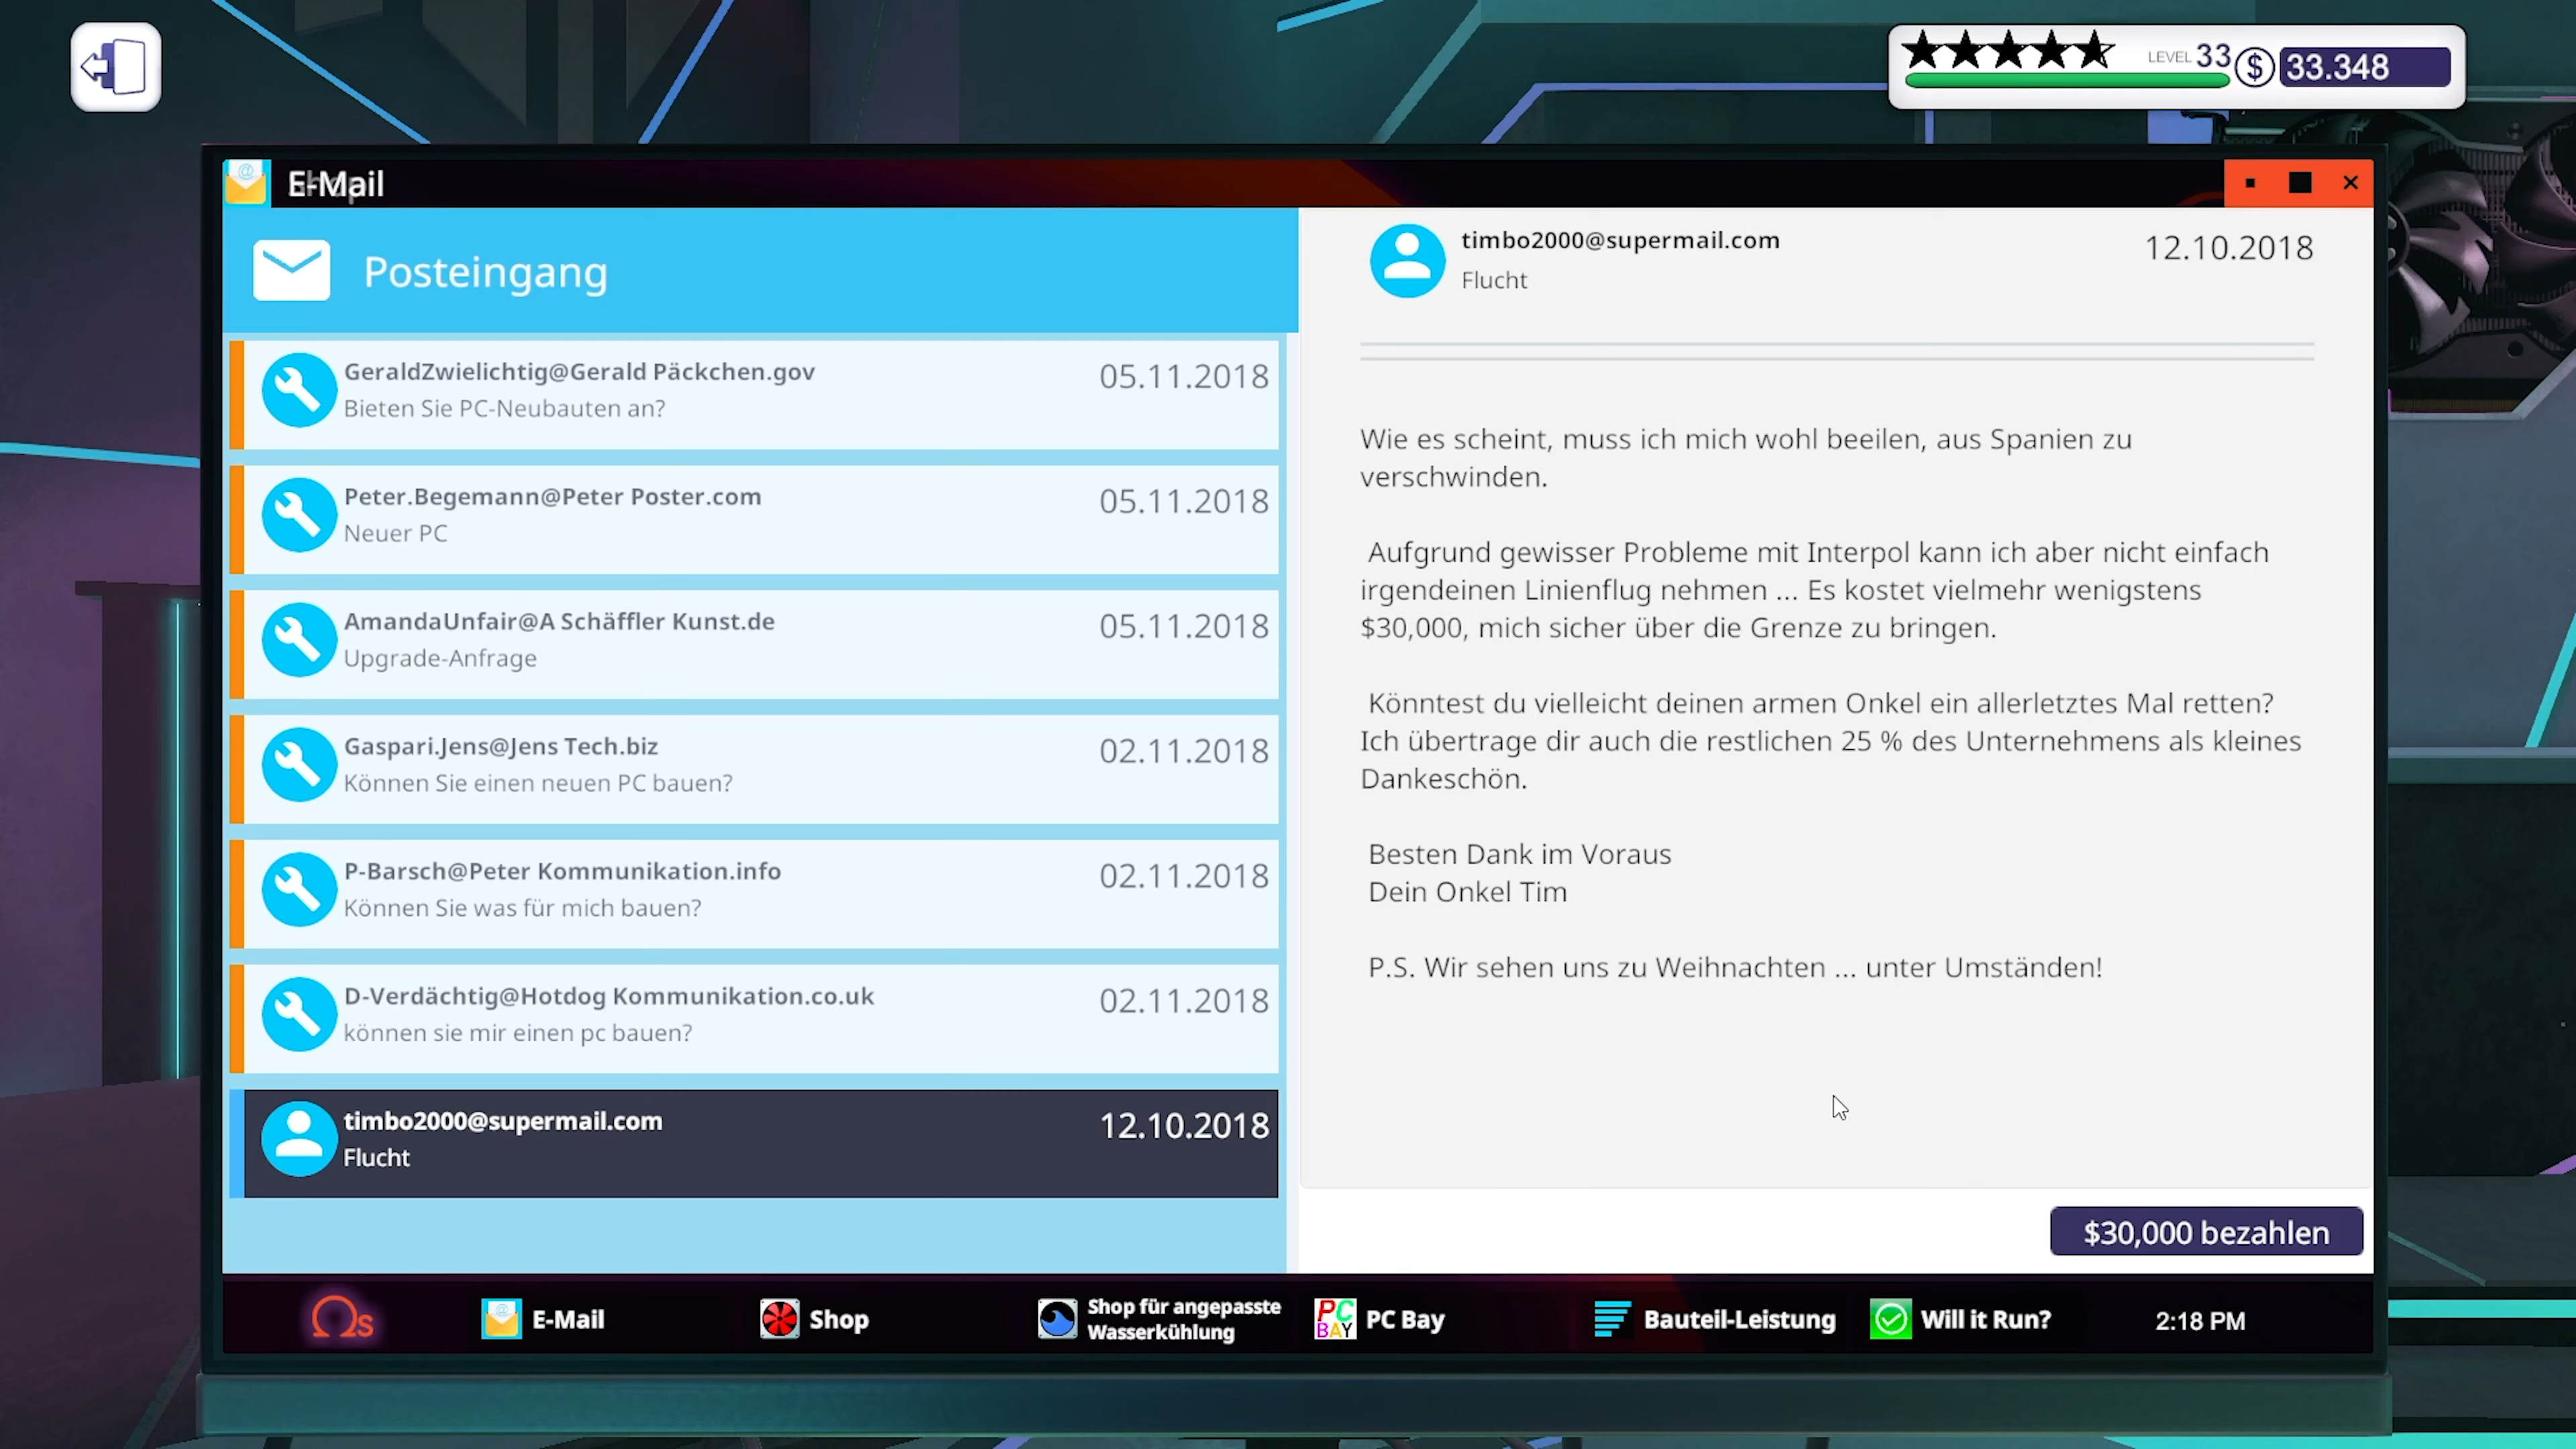 LEVEL 33
$ 33.348
E-Mail
Posteingang
GeraldZwielichtig@Gerald Päckchen.gov
05.11.2018
Bieten Sie PC-Neubauten an?
Peter.Begemann@Peter Poster.com
05.11.2018
Neuer PC
AmandaUnfair@A Schäffler Kunst.de
05.11.2018
Upgrade-Anfrage
Gaspari.Jens@Jens Tech.biz
02.11.2018
Können Sie einen neuen PC bauen?
P-Barsch@Peter Kommunikation.info
02.11.2018
Können Sie was für mich bauen?
D-Verdächtig@Hotdog Kommunikation.co.uk
02.11.2018
können sie mir einen pc bauen?
timbo2000@supermail.com
12.10.2018
Flucht
timbo2000@supermail.com
12.10.2018
Flucht
Wie es scheint, muss ich mich wohl beeilen, aus Spanien zu
verschwinden.
Aufgrund gewisser Probleme mit Interpol kann ich aber nicht einfach
irgendeinen Linienflug nehmen ... Es kostet vielmehr wenigstens
$30,000, mich sicher über die Grenze zu bringen.
Könntest du vielleicht deinen armen Onkel ein allerletztes Mal retten?
Ich übertrage dir auch die restlichen 25 % des Unternehmens als kleines
Dankeschön.
Besten Dank im Voraus
Dein Onkel Tim
P.S. Wir sehen uns zu Weihnachten ... unter Umständen!
$30,000 bezahlen
Ωs
E-Mail
Shop
Shop für angepasste
Wasserkühlung
PC
BAY
PC Bay
Bauteil-Leistung
Will it Run?
2:18 PM